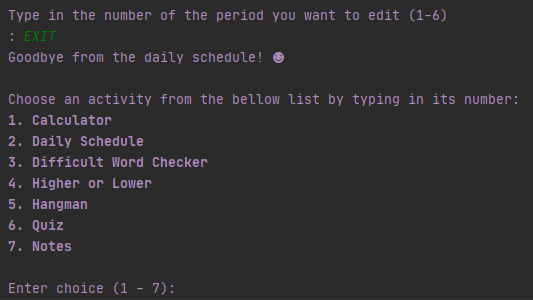 Type in the number of the period you want to edit (1-6)
: EXIT
Goodbye from the daily schedule! ☻
Choose an activity from the bellow list by typing in its number:
1. Calculator
2. Daily Schedule
3. Difficult Word Checker
4. Higher or Lower
5. Hangman
6. Quiz
7. Notes
Enter choice (1 - 7):